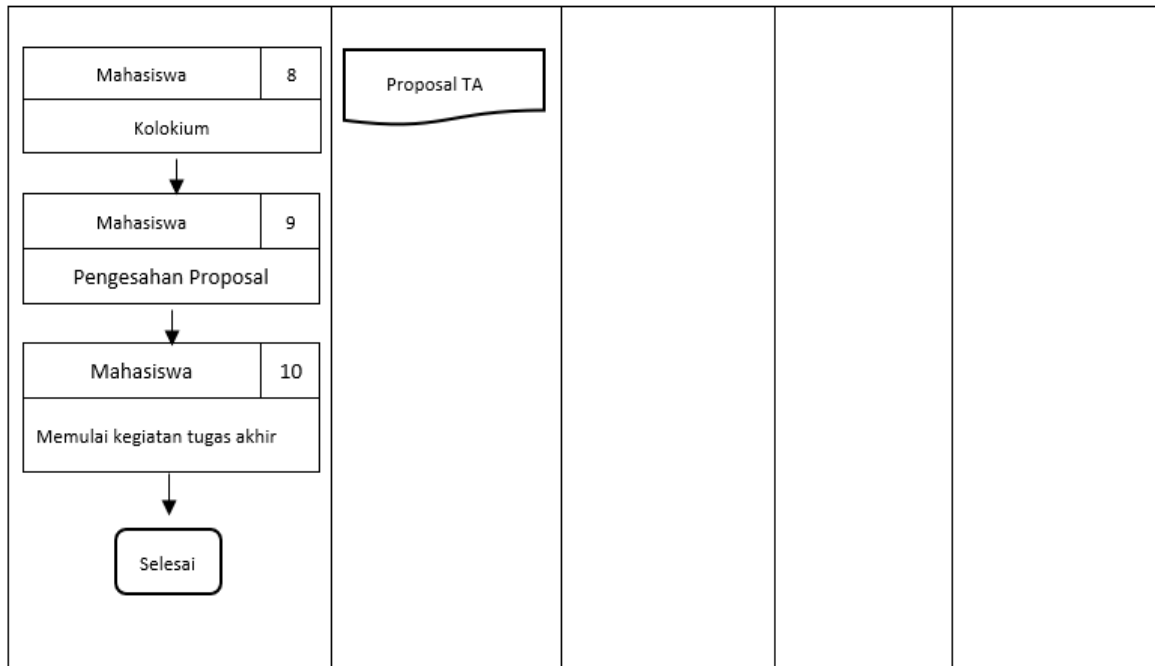 Mahasiswa 8
Kolokium
Proposal TA
Mahasiswa 9
Pengesahan Proposal
Mahasiswa 10
Memulai kegiatan tugas akhir
Selesai